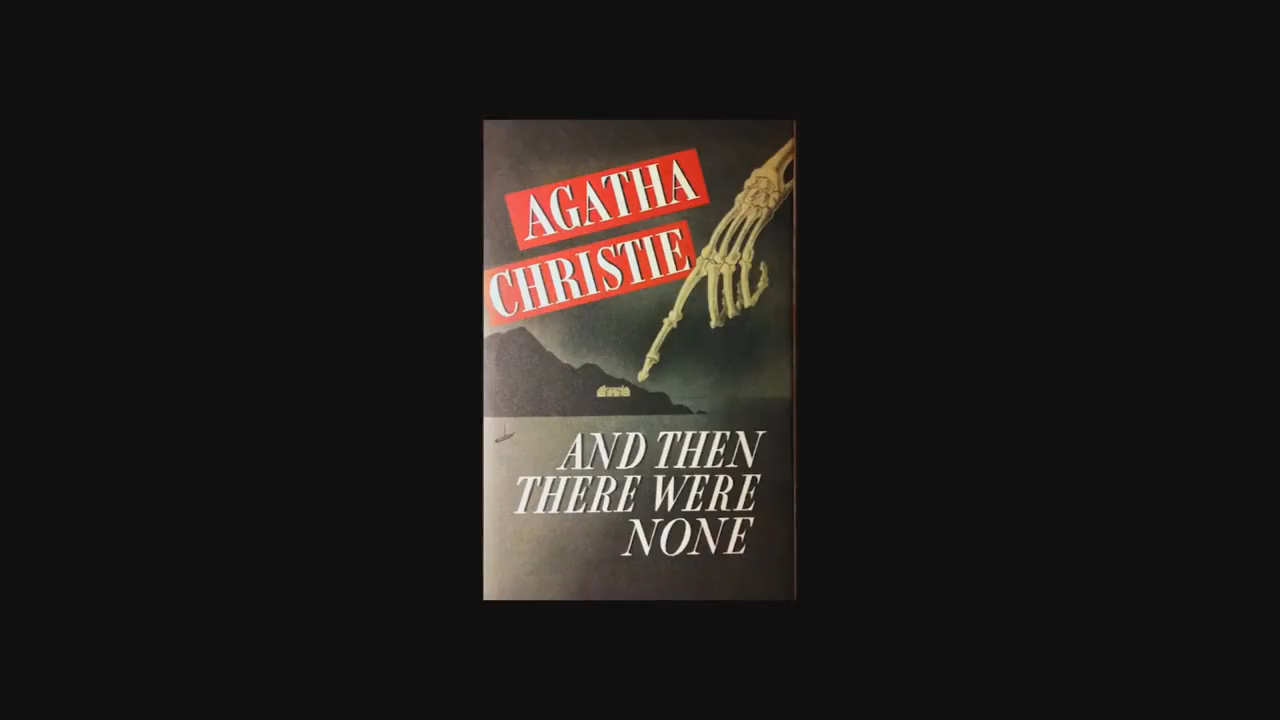 AGATHA
CHRISTIE
AND THEN
THERE WERE
NONE